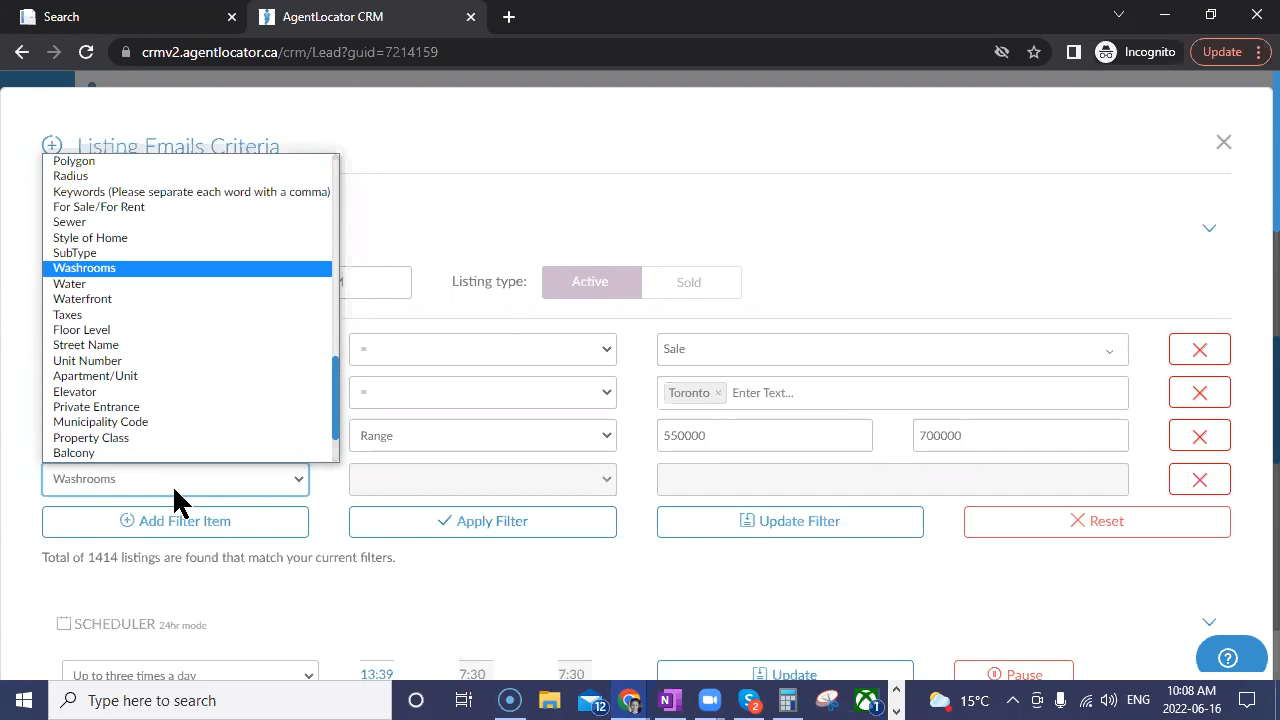 Search
AgentLocator CRM
crmv2.agentlocator.ca/crm/Lead?guid=7214159
Incognito
Update
Listing Emails Criteria
Polygon
Radius
Keywords (Please separate each word with a comma)
For Sale/For Rent
Sewer
Style of Home
SubType
Washrooms
Water
Waterfront
Taxes
Floor Level
Street Name
Unit Number
Apartment/Unit
Elevator
Private Entrance
Municipality Code
Property Class
Balcony
Listing type: Active Sold
= Sale
= Toronto × Enter Text...
Range 550000 700000
Washrooms
Add Filter Item Apply Filter Update Filter Reset
Total of 1414 listings are found that match your current filters.
SCHEDULER 24hr mode
Up to three times a day 13:39 7:30 7:30 Update Pause
Type here to search
12
2
1
15°C
ENG
10:08 AM
2022-06-16